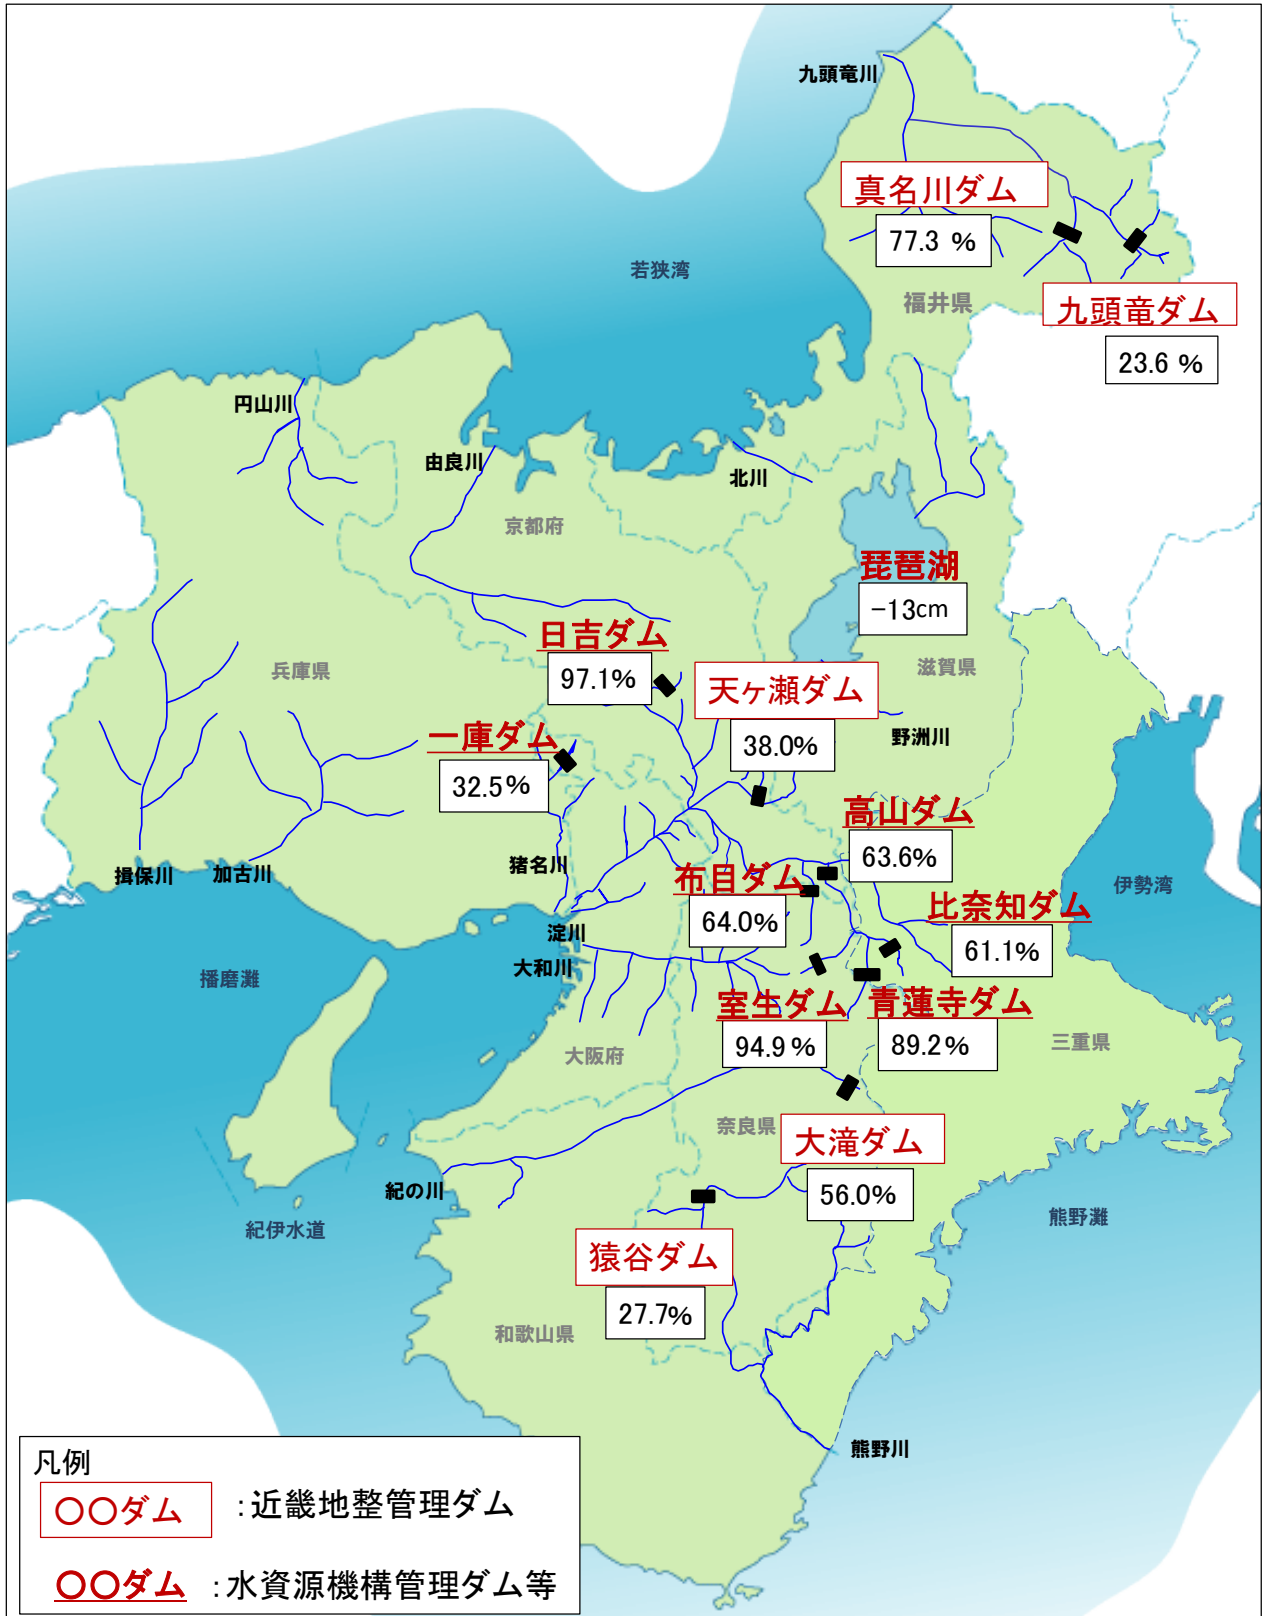 九頭竜川
真名川ダム
77.3 %
若狭湾
福井県
九頭竜ダム
23.6 %
円山川
由良川
北川
京都府
琵琶湖
−13cm
日吉ダム
97.1%
兵庫県
滋賀県
天ヶ瀬ダム
38.0%
野洲川
一庫ダム
32.5%
高山ダム
63.6%
猪名川
揖保川
加古川
布目ダム
64.0%
伊勢湾
比奈知ダム
61.1%
淀川
大和川
播磨灘
室生ダム
94.9 %
青蓮寺ダム
89.2%
大阪府
三重県
奈良県
大滝ダム
56.0%
紀の川
紀伊水道
熊野灘
猿谷ダム
27.7%
和歌山県
熊野川
凡例
〇〇ダム :近畿地整管理ダム
〇〇ダム :水資源機構管理ダム等